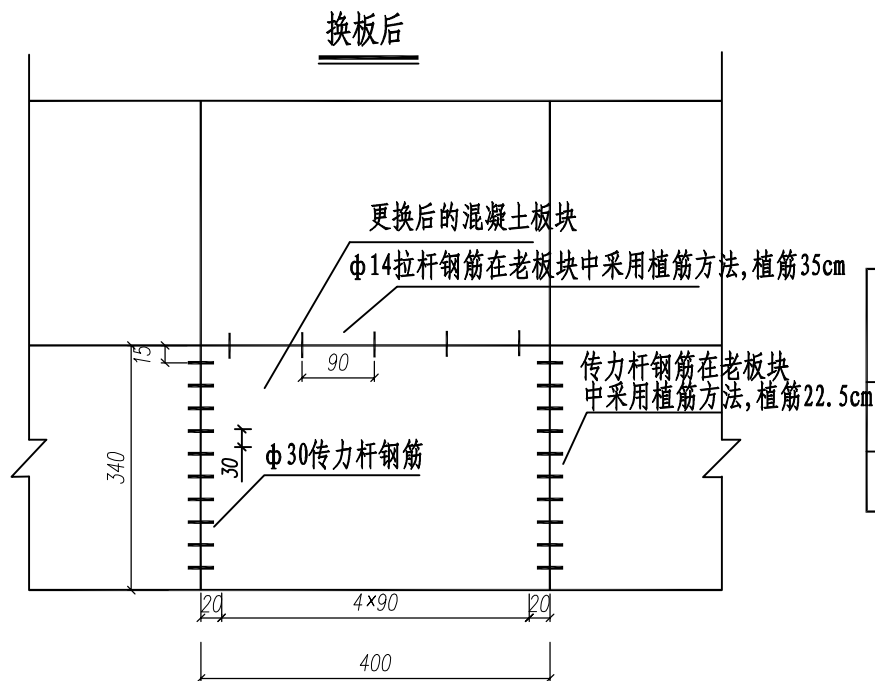 换板后
更换后的混凝土板块
ф14拉杆钢筋在老板块中采用植筋方法,植筋35cm
15
90
传力杆钢筋在老板块
中采用植筋方法,植筋22.5cm
340
30
ф30传力杆钢筋
20
4×90
20
400